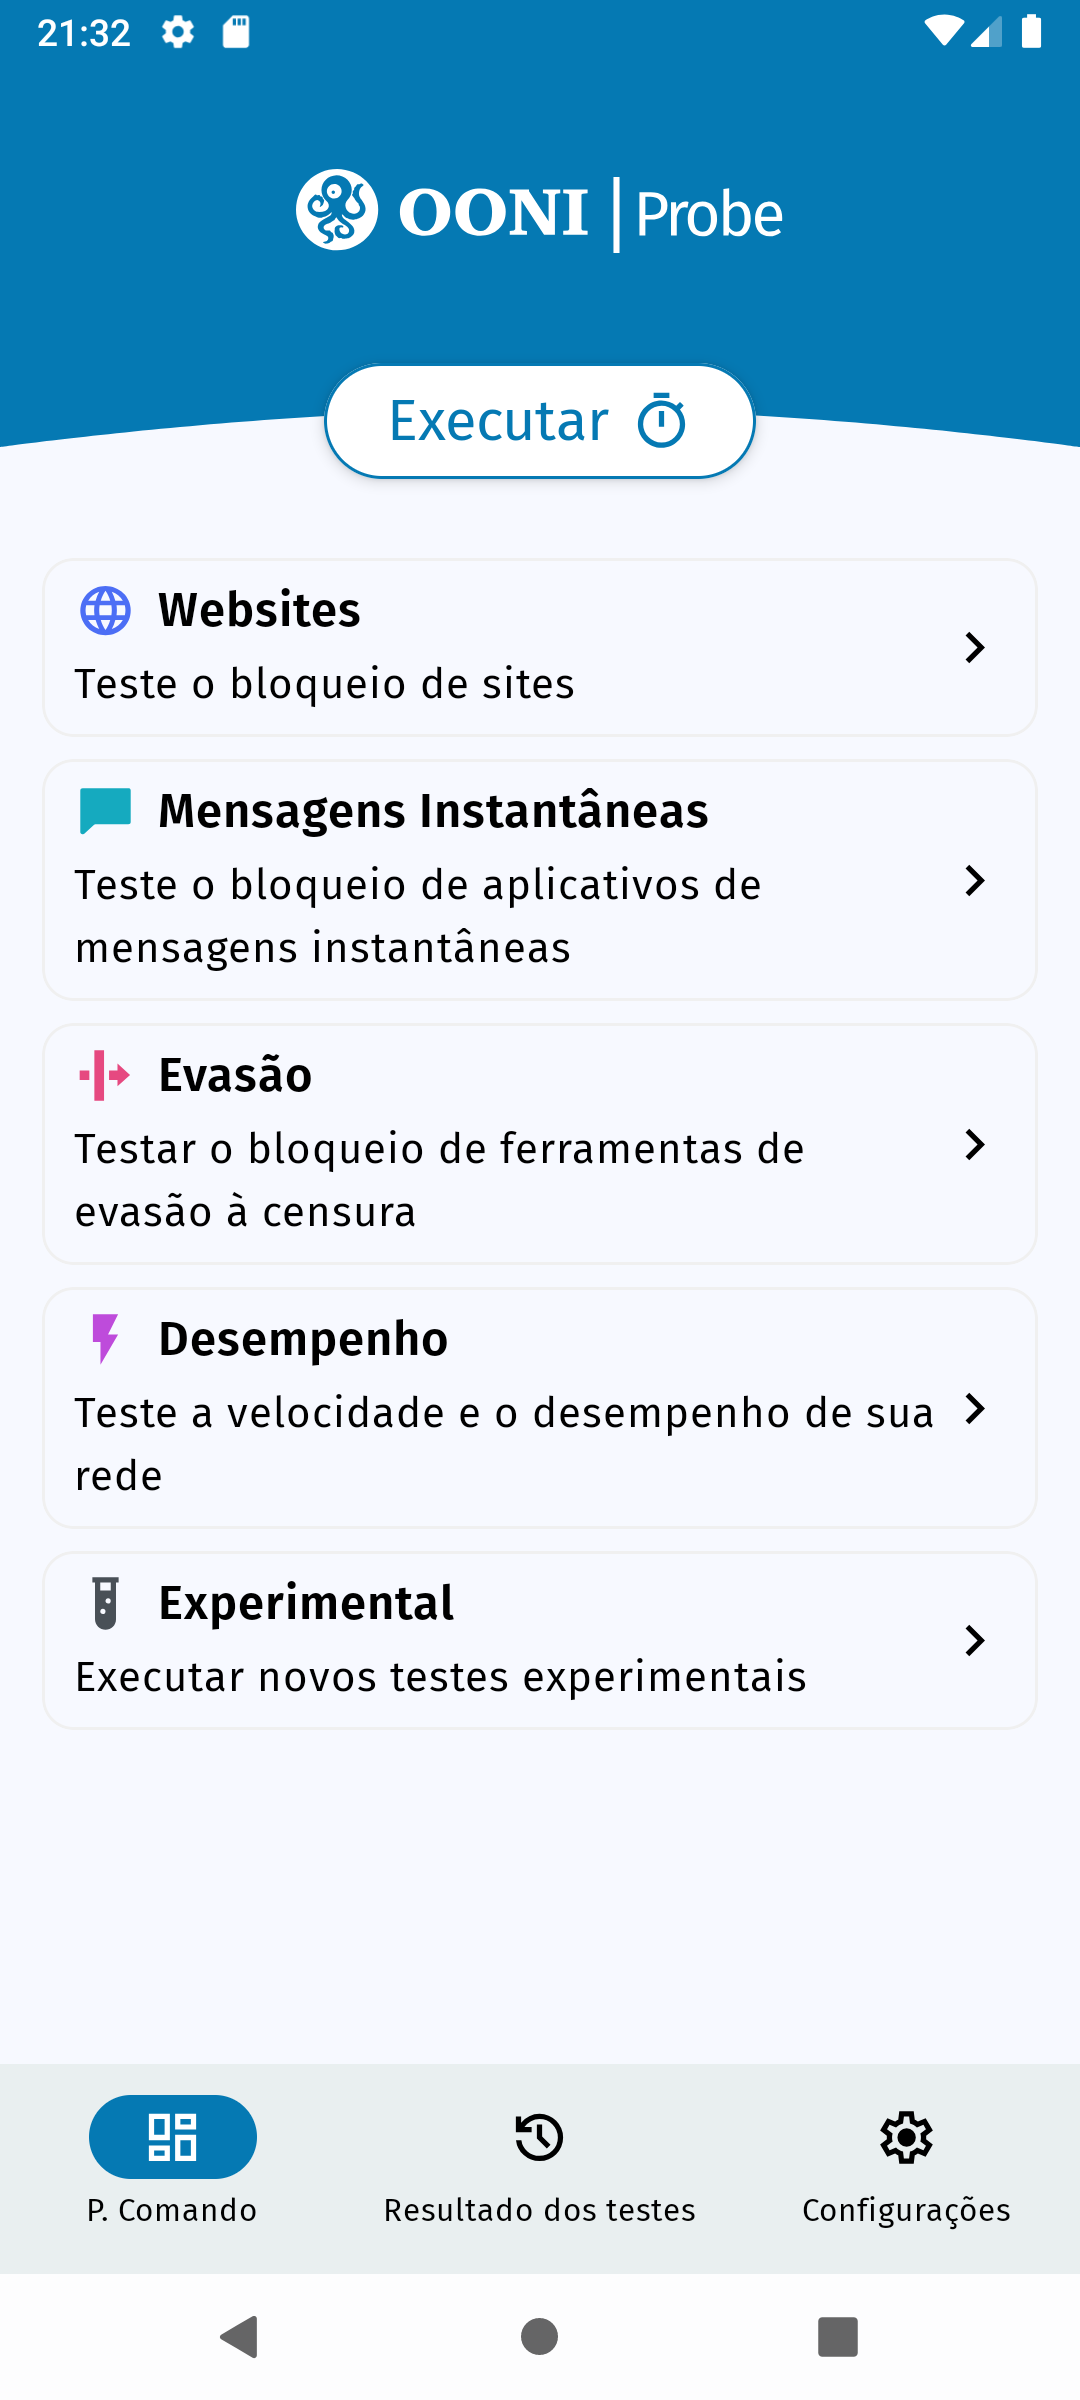 21:32
OONI | Probe
Executar
Websites
Teste o bloqueio de sites
Mensagens Instantâneas
Teste o bloqueio de aplicativos de
mensagens instantâneas
Evasão
Testar o bloqueio de ferramentas de
evasão à censura
Desempenho
Teste a velocidade e o desempenho de sua
rede
Experimental
Executar novos testes experimentais
P. Comando
Resultado dos testes
Configurações